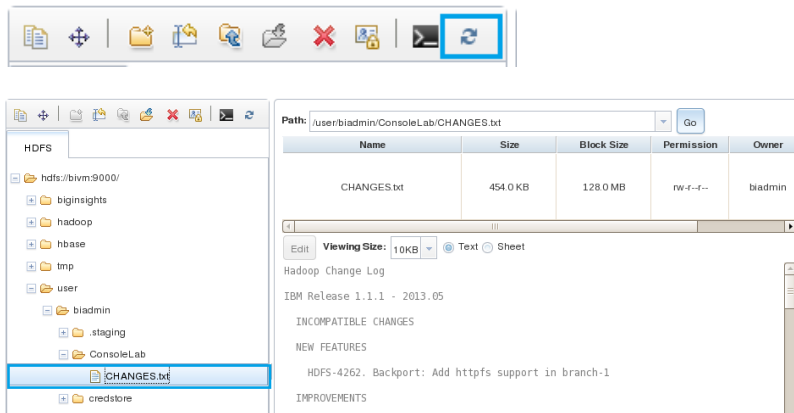 Path: /user/biadmin/ConsoleLab/CHANGES.txt Go
HDFS
Name Size Block Size Permission Owner
CHANGES.txt 454.0 KB 128.0 MB rw-r--r-- biadmin
hdfs://bivm:9000/
biginsights
hadoop
hbase
tmp
user
biadmin
.staging
ConsoleLab
CHANGES.txt
credstore
Edit Viewing Size: 10KB Text Sheet
Hadoop Change Log
IBM Release 1.1.1 - 2013.05
INCOMPATIBLE CHANGES
NEW FEATURES
HDFS-4262. Backport: Add httpfs support in branch-1
IMPROVEMENTS